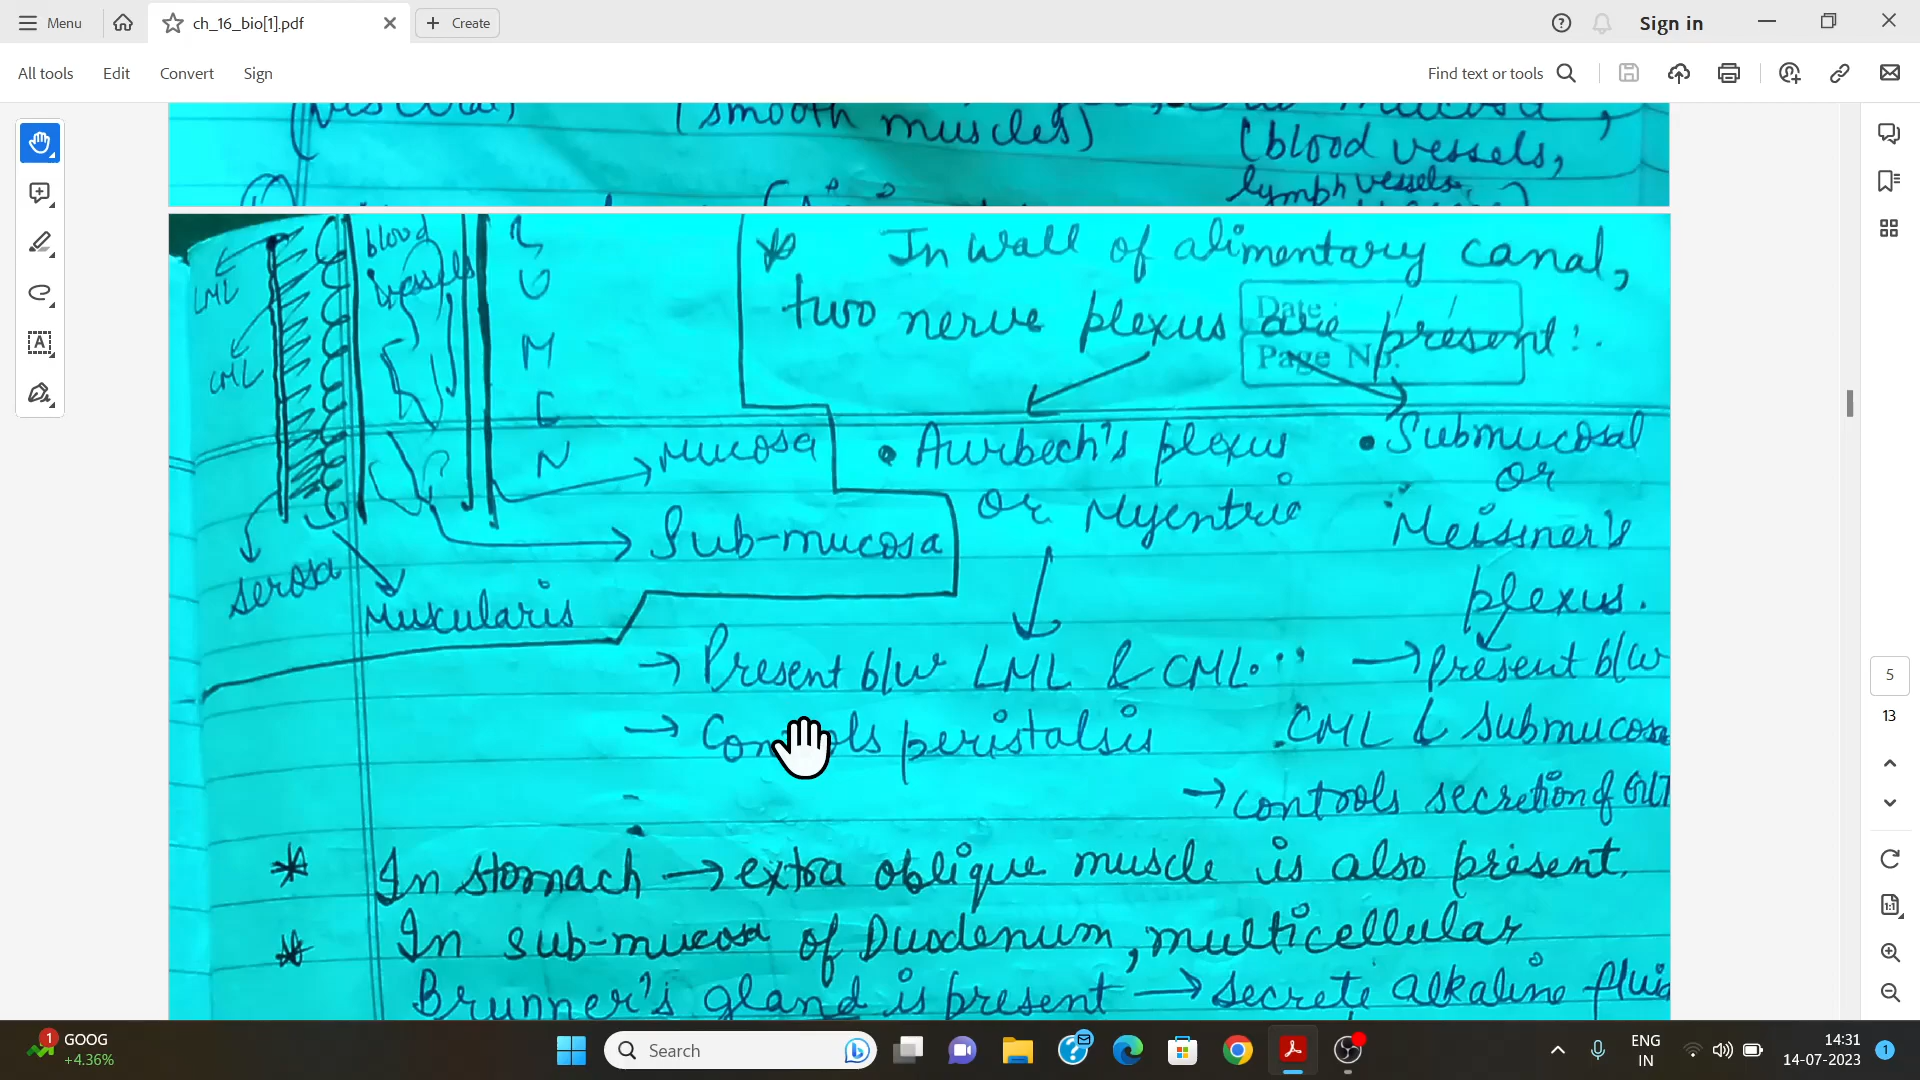 Menu
ch_16_bio[1].pdf
Create
Sign in
All tools
Edit
Convert
Sign
Find text or tools
(smooth muscles)
(blood vessels,
lymph vessels
LML
CML
blood
vessels
L
U
M
E
N
* In wall of alimentary canal,
Date / /
two nerve plexus are present:
Page No.
Mucosa
Sub-mucosa
serosa
Muscularis
• Aurbech's plexus
or Myentric
• Submucosal
or
Meissner's
plexus.
→ Present b/w LML & CML
→ Controls peristalsis
→ present b/w
CML & submucosa
→ controls secretion of GIT
* In stomach → extra oblique muscle is also present.
* In sub-mucosa of Duodenum, multicellular
Brunner's gland is present → secrete alkaline fluid
5
13
1
GOOG
+4.36%
Search
ENG
IN
14:31
14-07-2023
1